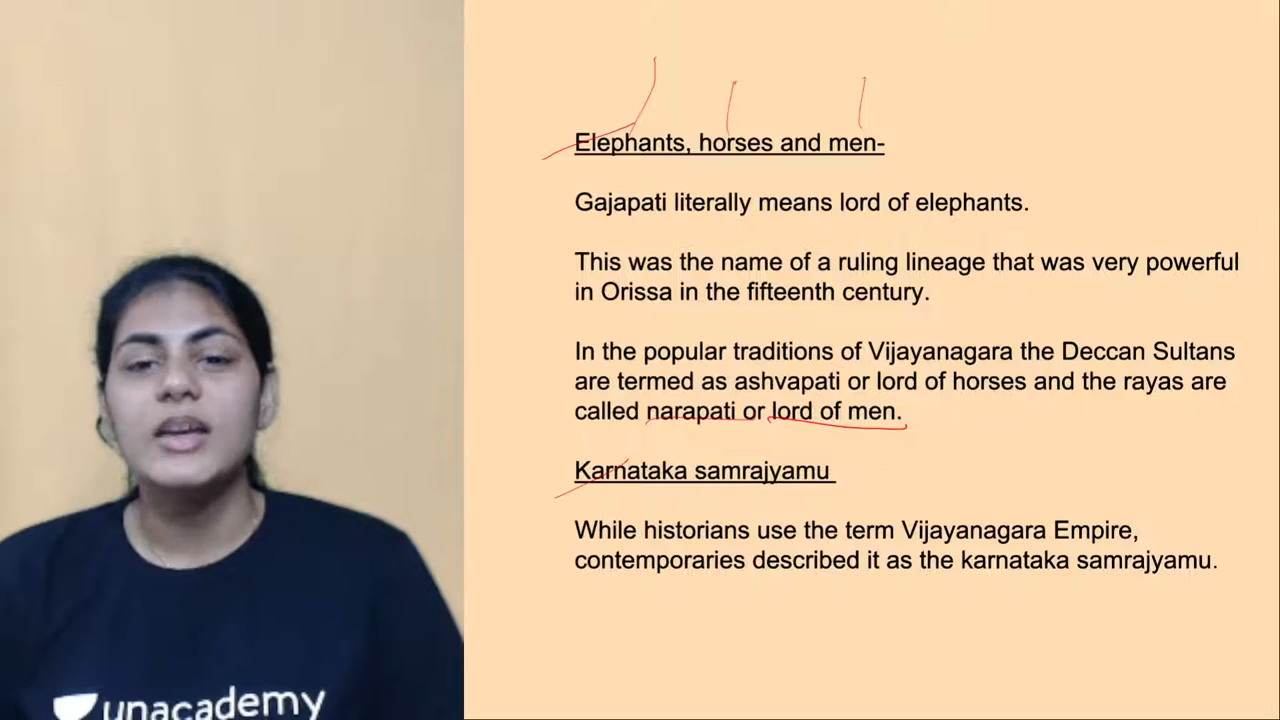 Elephants, horses and men-
Gajapati literally means lord of elephants.
This was the name of a ruling lineage that was very powerful
in Orissa in the fifteenth century.
In the popular traditions of Vijayanagara the Deccan Sultans
are termed as ashvapati or lord of horses and the rayas are
called narapati or lord of men.
Karnataka samrajyamu
While historians use the term Vijayanagara Empire,
contemporaries described it as the karnataka samrajyamu.
unacademy